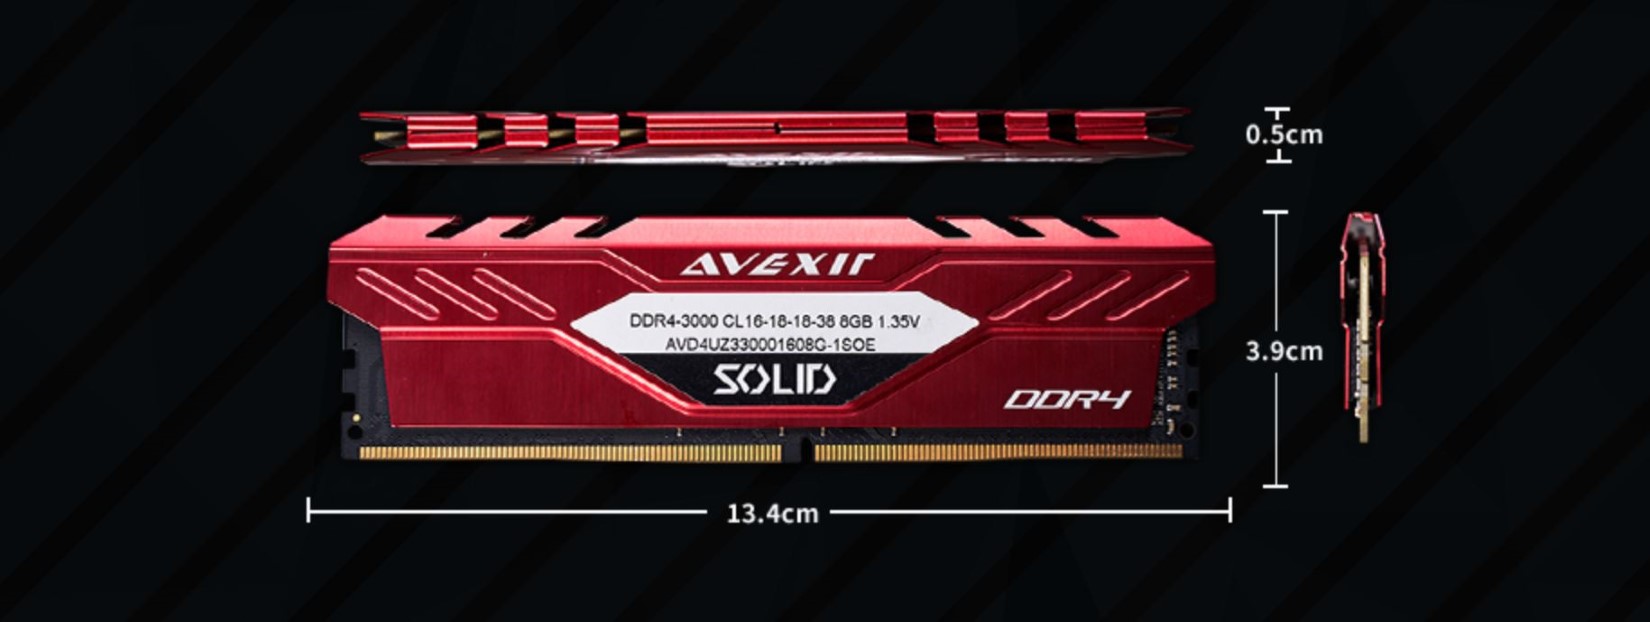 0.5cm
AVEXIR
DDR4-3000 CL16-18-18-38 8GB 1.35V
AVD4UZ330001608G-1SOE
SOLID
DDR4
3.9cm
13.4cm